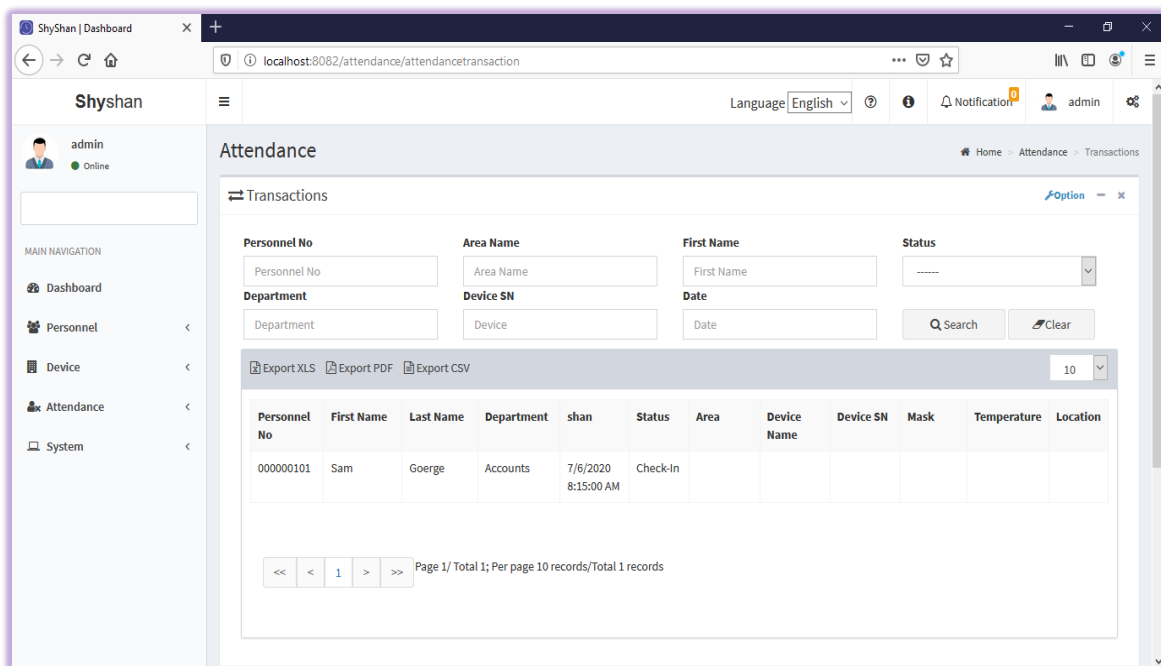 ShyShan | Dashboard
localhost:8082/attendance/attendancetransaction
Shyshan
Language English
0
Notification
admin
admin
Online
MAIN NAVIGATION
Dashboard
Personnel
Device
Attendance
System
Attendance
Home > Attendance > Transactions
Transactions
Option
Personnel No Area Name First Name Status
Personnel No Area Name First Name ------
Department Device SN Date
Department Device Date Search Clear
Export XLS Export PDF Export CSV 10
Personnel First Name Last Name Department shan Status Area Device Device SN Mask Temperature Location
No Name
000000101 Sam Goerge Accounts 7/6/2020 Check-In
8:15:00 AM
<< < 1 > >> Page 1/ Total 1; Per page 10 records/Total 1 records